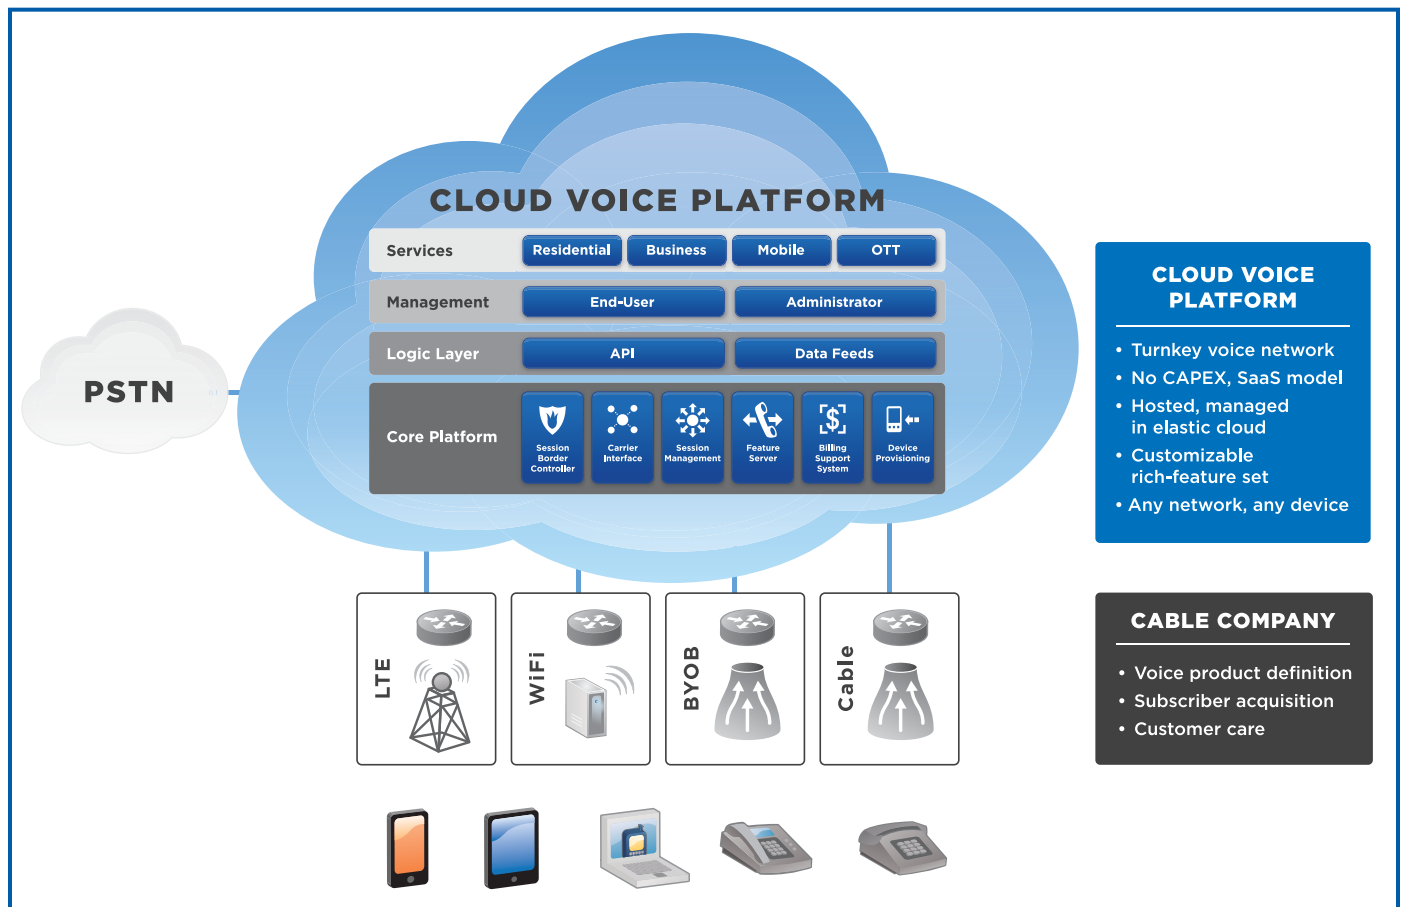 CLOUD VOICE PLATFORM
Services
Residential
Business
Mobile
OTT
Management
End-User
Administrator
Logic Layer
API
Data Feeds
Core Platform
Session
Border
Controller
Carrier
Interface
Session
Management
Feature
Server
$
Billing
Support
System
Device
Provisioning
PSTN
LTE
WiFi
BYOB
Cable
CLOUD VOICE
PLATFORM
• Turnkey voice network
• No CAPEX, SaaS model
• Hosted, managed
in elastic cloud
• Customizable
rich-feature set
• Any network, any device
CABLE COMPANY
• Voice product definition
• Subscriber acquisition
• Customer care